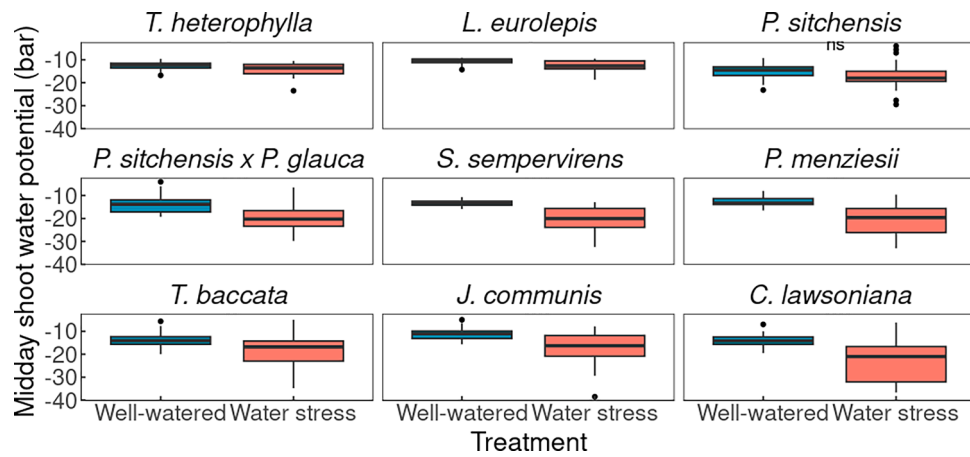 T. heterophylla
L. eurolepis
P. sitchensis
ns
Midday shoot water potential (bar)
-10
-20
-30
-40
P. sitchensis x P. glauca
S. sempervirens
P. menziesii
-10
-20
-30
-40
T. baccata
J. communis
C. lawsoniana
-10
-20
-30
-40
Well-watered Water stress
Well-watered Water stress
Well-watered Water stress
Treatment